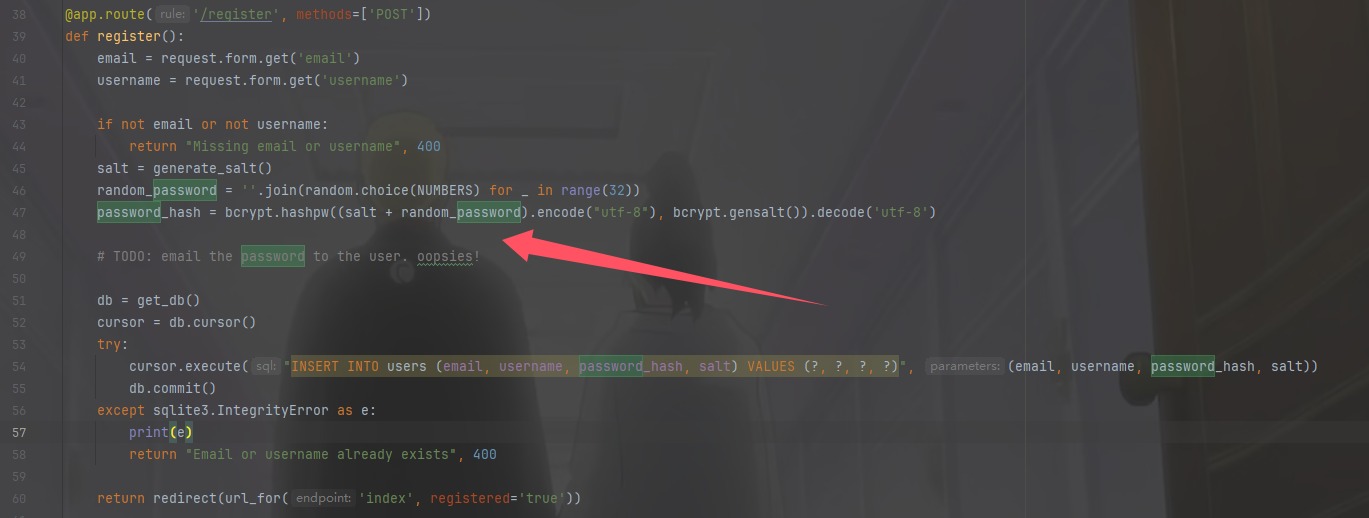 38 @app.route( rule: '/register', methods=['POST'])
39 def register():
40 email = request.form.get('email')
41 username = request.form.get('username')
42
43 if not email or not username:
44 return "Missing email or username", 400
45 salt = generate_salt()
46 random_password = ''.join(random.choice(NUMBERS) for _ in range(32))
47 password_hash = bcrypt.hashpw((salt + random_password).encode("utf-8"), bcrypt.gensalt()).decode('utf-8')
48
49 # TODO: email the password to the user. oopsies!
50
51 db = get_db()
52 cursor = db.cursor()
53 try:
54 cursor.execute( sql: "INSERT INTO users (email, username, password_hash, salt) VALUES (?, ?, ?, ?)", parameters: (email, username, password_hash, salt))
55 db.commit()
56 except sqlite3.IntegrityError as e:
57 print(e)
58 return "Email or username already exists", 400
59
60 return redirect(url_for( endpoint: 'index', registered='true'))